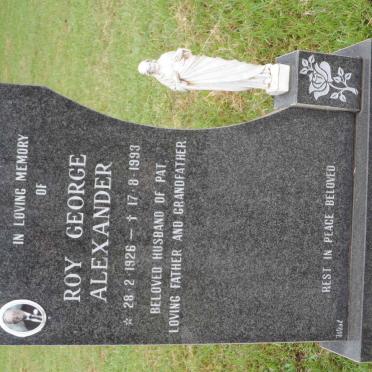 IN LOVING MEMORY
OF
ROY GEORGE
ALEXANDER
☆ 28·2·1926 — † 17·8·1993
BELOVED HUSBAND OF PAT,
LOVING FATHER AND GRANDFATHER.
REST IN PEACE BELOVED